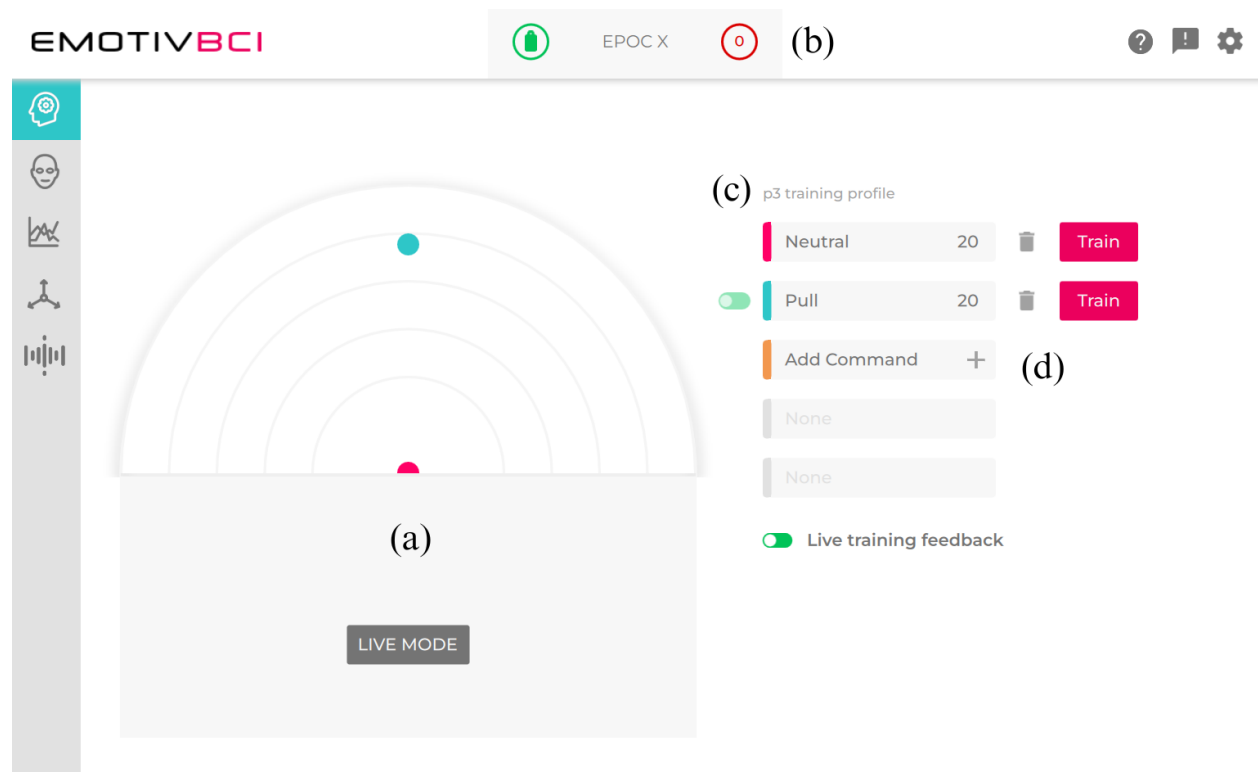 EMOTIVBCI
EPOC X
0
(b)
(c)
p3 training profile
Neutral 20 Train
Pull 20 Train
Add Command +
(d)
None
None
(a)
Live training feedback
LIVE MODE